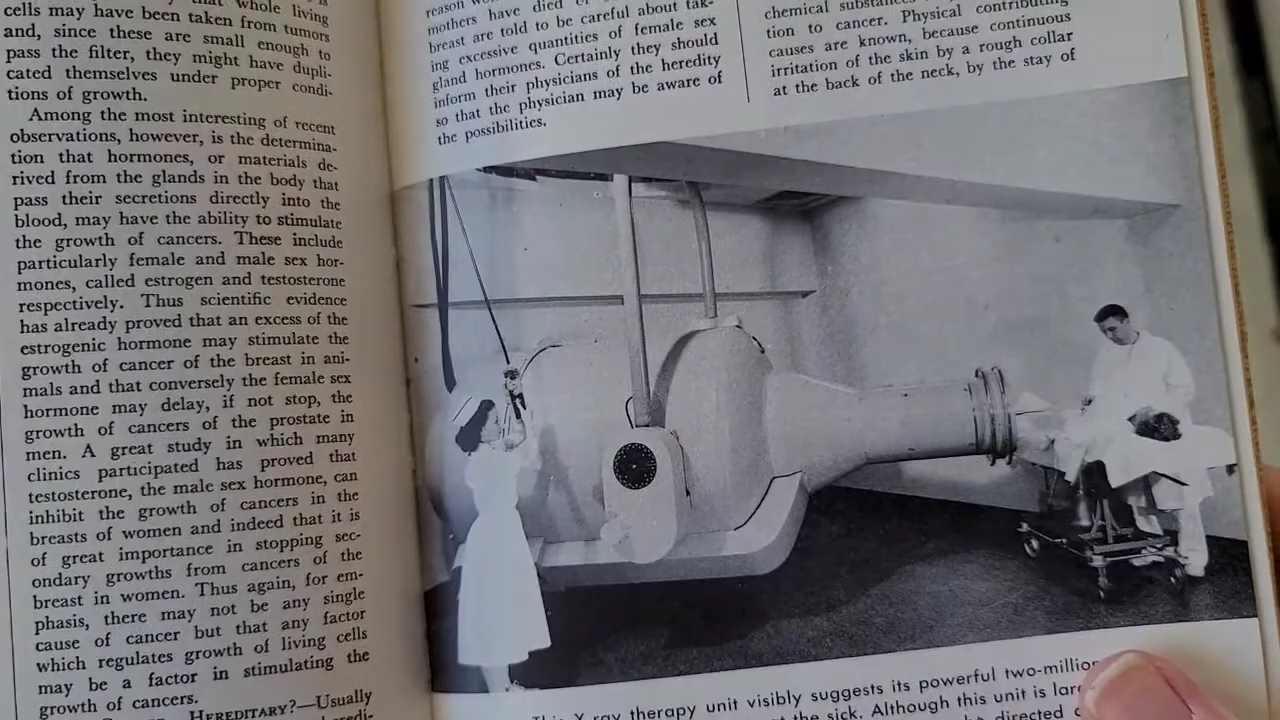 whole living
cells may have been taken from tumors
and, since these are small enough to
pass the filter, they might have dupli-
cated themselves under proper condi-
tions of growth.
Among the most interesting of recent
observations, however, is the determina-
tion that hormones, or materials de-
rived from the glands in the body that
pass their secretions directly into the
blood, may have the ability to stimulate
the growth of cancers. These include
particularly female and male sex hor-
mones, called estrogen and testosterone
respectively. Thus scientific evidence
has already proved that an excess of the
estrogenic hormone may stimulate the
growth of cancer of the breast in ani-
mals and that conversely the female sex
hormone may delay, if not stop, the
growth of cancers of the prostate in
men. A great study in which many
clinics participated has proved that
testosterone, the male sex hormone, can
inhibit the growth of cancers in the
breasts of women and indeed that it is
of great importance in stopping sec-
ondary growths from cancers of the
breast in women. Thus again, for em-
phasis, there may not be any single
cause of cancer but that any factor
which regulates growth of living cells
may be a factor in stimulating the
growth of cancers.
HEREDITARY?—Usually
reason
mothers have died
breast are told to be careful about tak-
ing excessive quantities of female sex
gland hormones. Certainly they should
inform their physicians of the heredity
so that the physician may be aware of
the possibilities.
chemical substances
tion to cancer. Physical contributing
causes are known, because continuous
irritation of the skin by a rough collar
at the back of the neck, by the stay of
This X-ray therapy unit visibly suggests its powerful two-million
the sick. Although this unit is large
directed